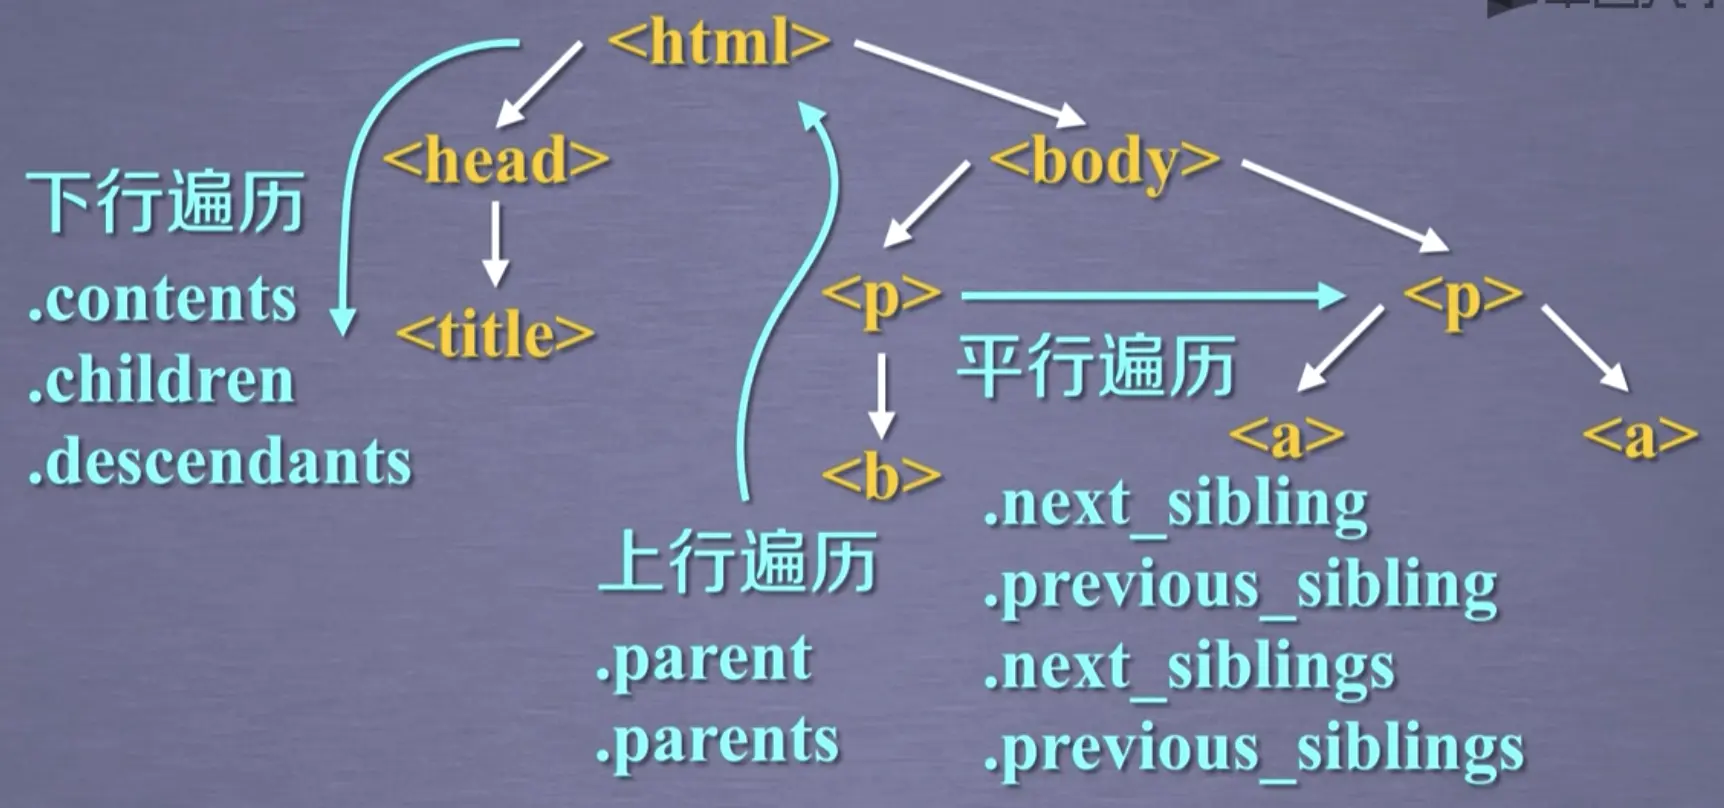 <html>
<head>
<body>
下行遍历
.contents
.children
.descendants
<title>
<p>
<p>
平行遍历
<b>
<a>
<a>
上行遍历
.parent
.parents
.next_sibling
.previous_sibling
.next_siblings
.previous_siblings